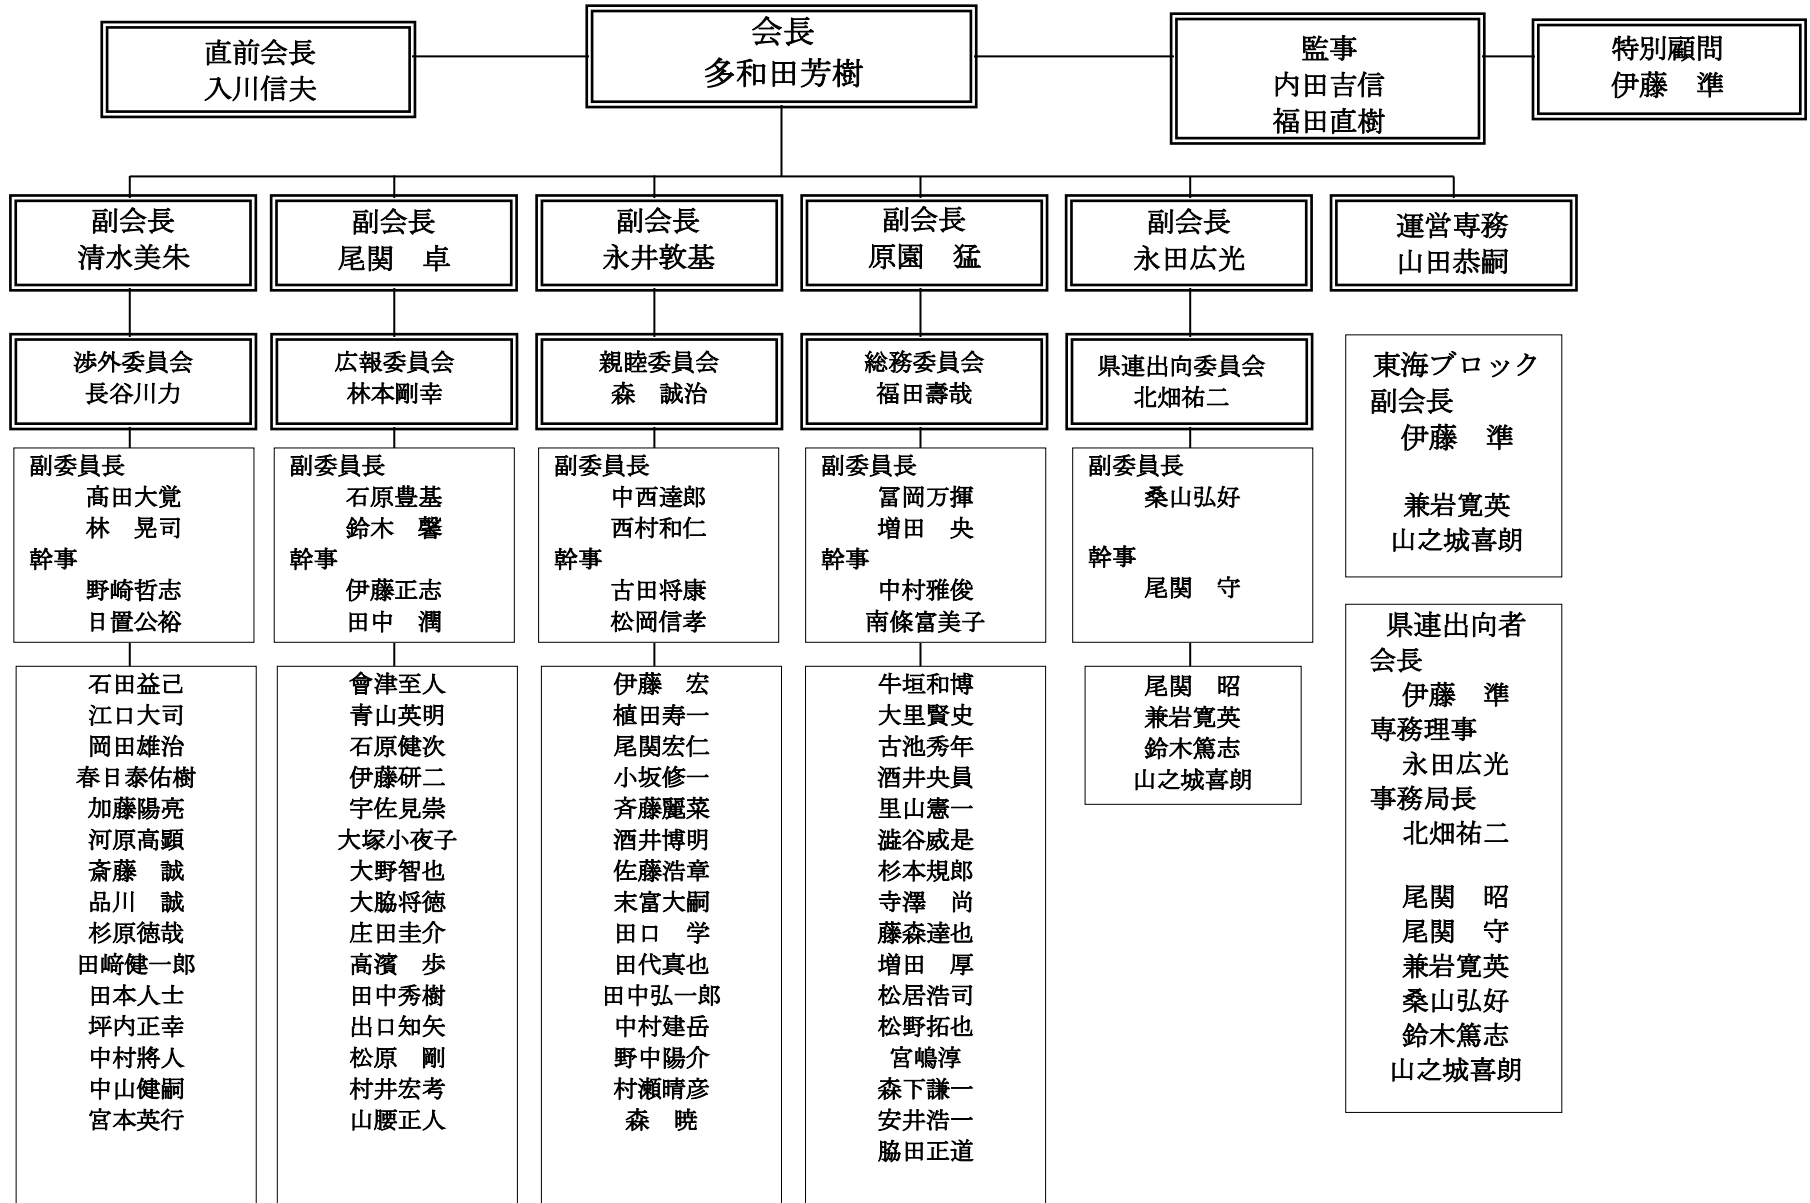 直前会長
入川信夫
会長
多和田芳樹
監事
内田吉信
福田直樹
特別顧問
伊藤　準
副会長
清水美朱
副会長
尾関　卓
副会長
永井敦基
副会長
原園　猛
副会長
永田広光
運営専務
山田恭嗣
渉外委員会
長谷川力
副委員長
髙田大覚
林　晃司
幹事
野崎哲志
日置公裕
石田益己
江口大司
岡田雄治
春日泰佑樹
加藤陽亮
河原高顕
斎藤　誠
品川　誠
杉原徳哉
田﨑健一郎
田本人士
坪内正幸
中村將人
中山健嗣
宮本英行
広報委員会
林本剛幸
副委員長
石原豊基
鈴木　馨
幹事
伊藤正志
田中　潤
會津至人
青山英明
石原健次
伊藤研二
宇佐見崇
大塚小夜子
大野智也
大脇将徳
庄田圭介
高濱　歩
田中秀樹
出口知矢
松原　剛
村井宏考
山腰正人
親睦委員会
森　誠治
副委員長
中西達郎
西村和仁
幹事
古田将康
松岡信孝
伊藤　宏
植田寿一
尾関宏仁
小坂修一
斉藤麗菜
酒井博明
佐藤浩章
末富大嗣
田口　学
田代真也
田中弘一郎
中村建岳
野中陽介
村瀬晴彦
森　暁
総務委員会
福田壽哉
副委員長
冨岡万揮
増田　央
幹事
中村雅俊
南條富美子
牛垣和博
大里賢史
古池秀年
酒井央員
里山憲一
澁谷威是
杉本規郎
寺澤　尚
藤森達也
増田　厚
松居浩司
松野拓也
宮嶋淳
森下謙一
安井浩一
脇田正道
県連出向委員会
北畑祐二
副委員長
桑山弘好
幹事
尾関　守
尾関　昭
兼岩寛英
鈴木篤志
山之城喜朗
東海ブロック
副会長
伊藤　準
兼岩寛英
山之城喜朗
県連出向者
会長
伊藤　準
専務理事
永田広光
事務局長
北畑祐二
尾関　昭
尾関　守
兼岩寛英
桑山弘好
鈴木篤志
山之城喜朗